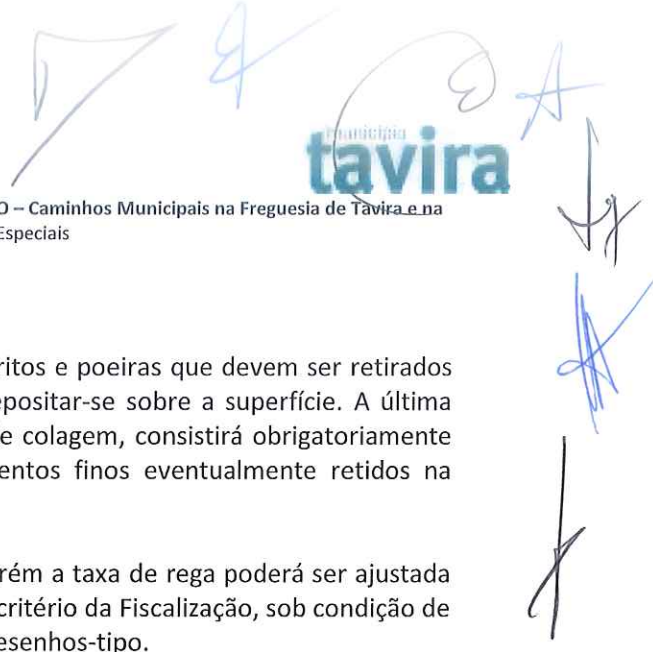 município
tavira
O – Caminhos Municipais na Freguesia de Tavira e na
Especiais
ritos e poeiras que devem ser retirados
epositar-se sobre a superfície. A última
e colagem, consistirá obrigatoriamente
entos finos eventualmente retidos na
rém a taxa de rega poderá ser ajustada
critério da Fiscalização, sob condição de
esenhos-tipo.